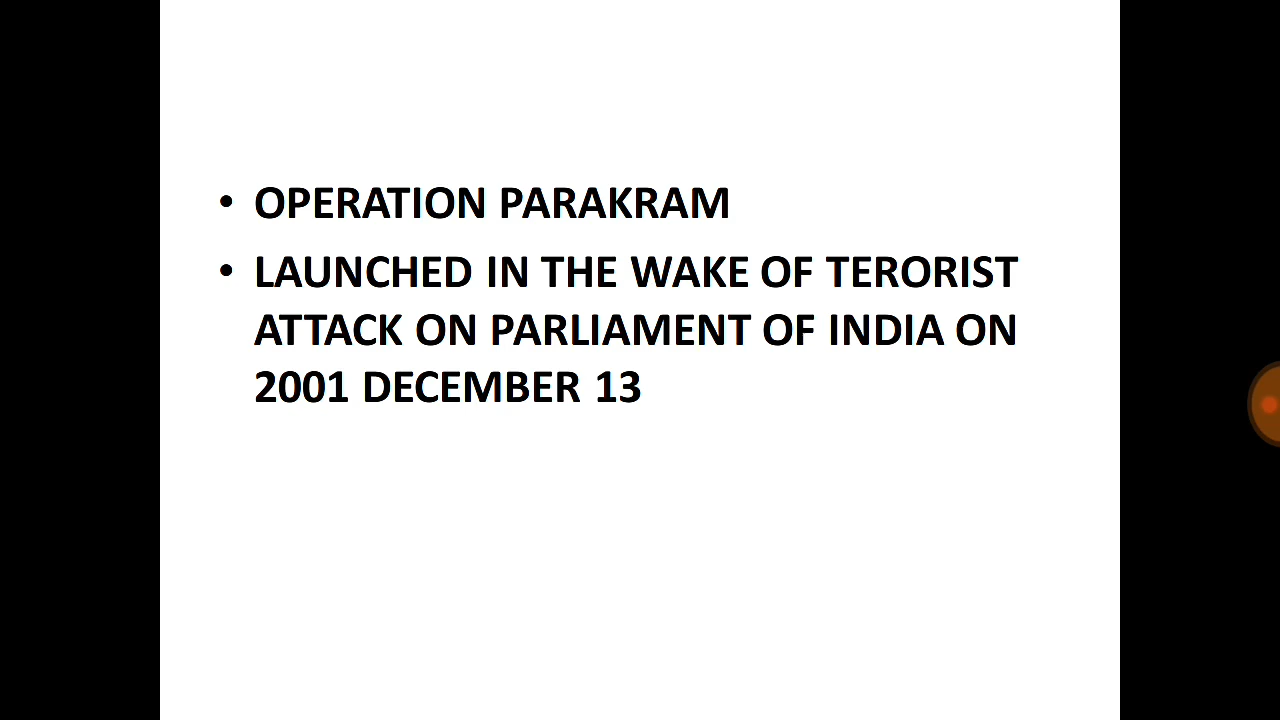 • OPERATION PARAKRAM
• LAUNCHED IN THE WAKE OF TERORIST
ATTACK ON PARLIAMENT OF INDIA ON
2001 DECEMBER 13